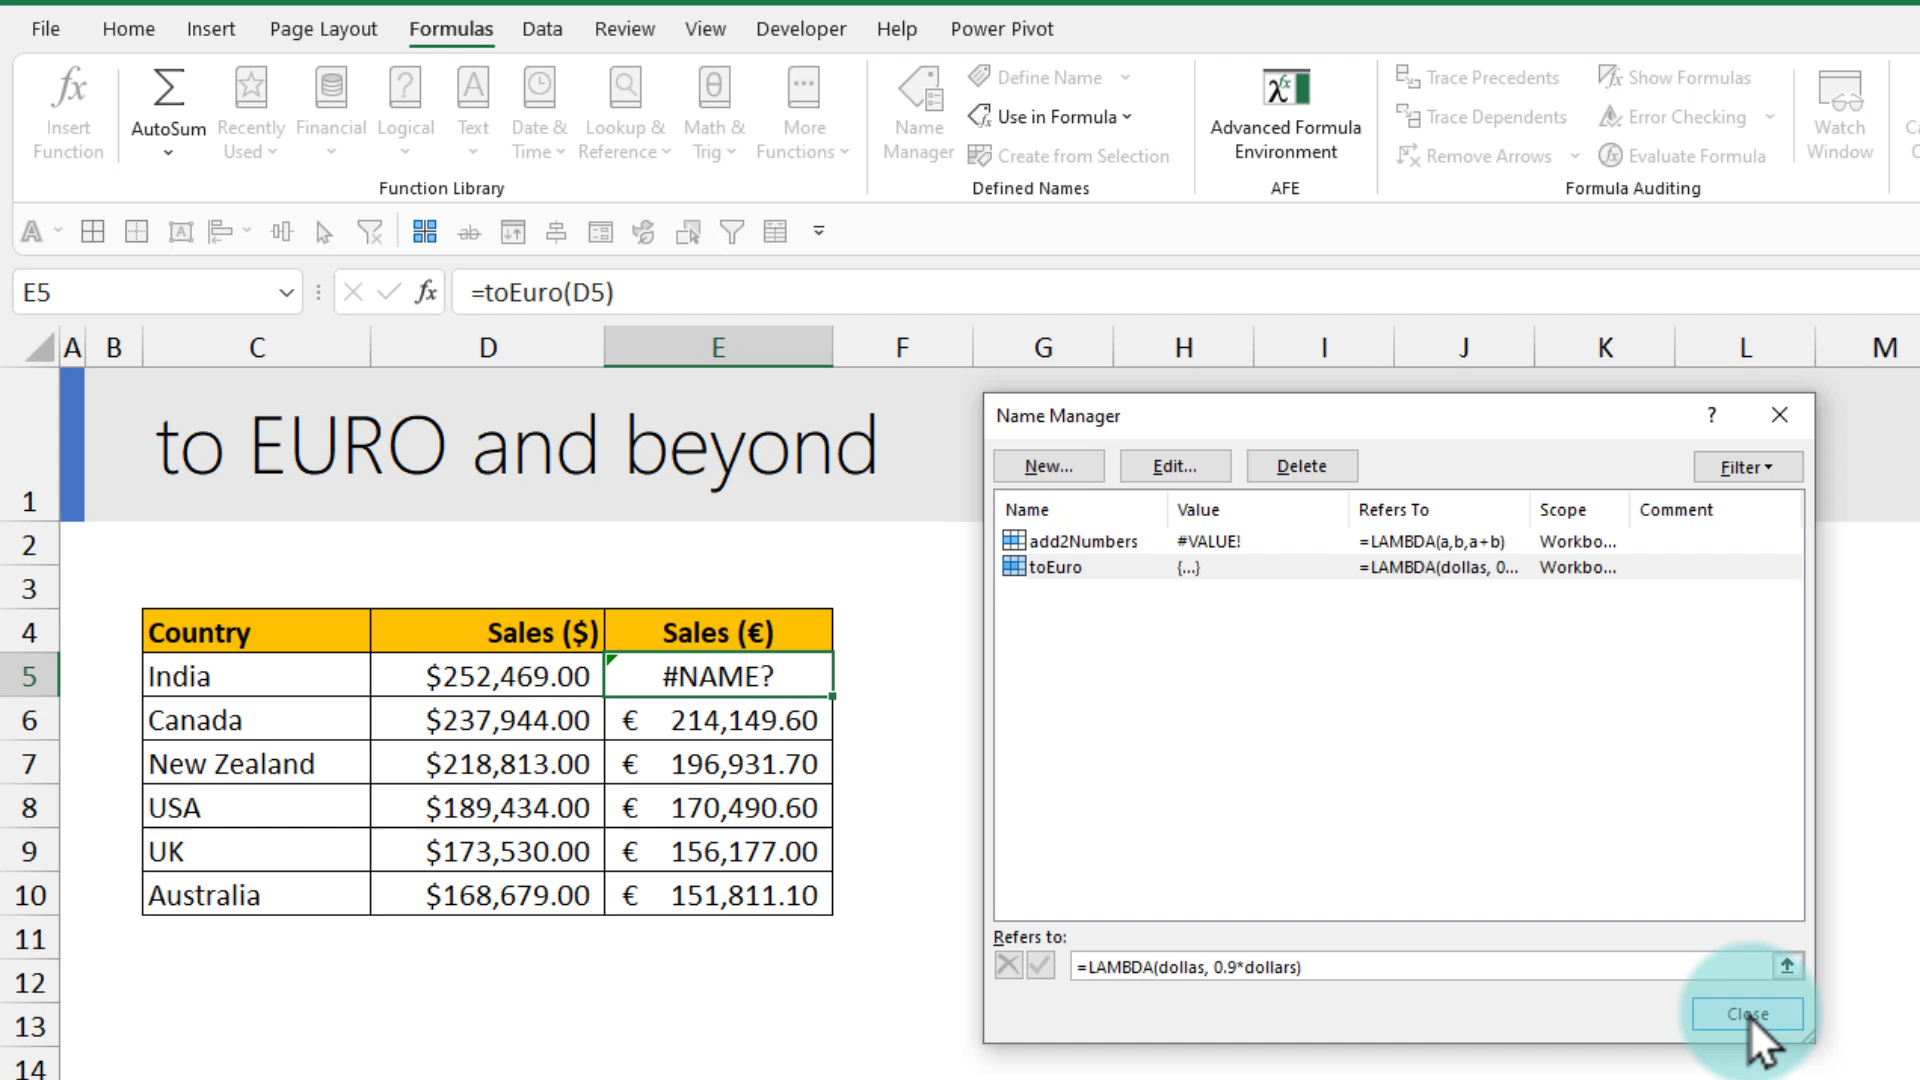 File Home Insert Page Layout Formulas Data Review View Developer Help Power Pivot
fx Insert Function
AutoSum
Recently Used
Financial
Logical
Text
Date & Time
Lookup & Reference
Math & Trig
More Functions
Function Library
Name Manager
Define Name
Use in Formula
Create from Selection
Defined Names
Advanced Formula Environment
AFE
Trace Precedents
Trace Dependents
Remove Arrows
Show Formulas
Error Checking
Evaluate Formula
Formula Auditing
Watch Window
E5 fx =toEuro(D5)
A B C D E F G H I J K L M
1 to EURO and beyond
2
3
4 Country Sales ($) Sales (€)
5 India $252,469.00 #NAME?
6 Canada $237,944.00 € 214,149.60
7 New Zealand $218,813.00 € 196,931.70
8 USA $189,434.00 € 170,490.60
9 UK $173,530.00 € 156,177.00
10 Australia $168,679.00 € 151,811.10
11
12
13
14
Name Manager ?
New... Edit... Delete Filter
Name Value Refers To Scope Comment
add2Numbers #VALUE! =LAMBDA(a,b,a+b) Workbo...
toEuro {...} =LAMBDA(dollas, 0... Workbo...
Refers to:
=LAMBDA(dollas, 0.9*dollars)
Close